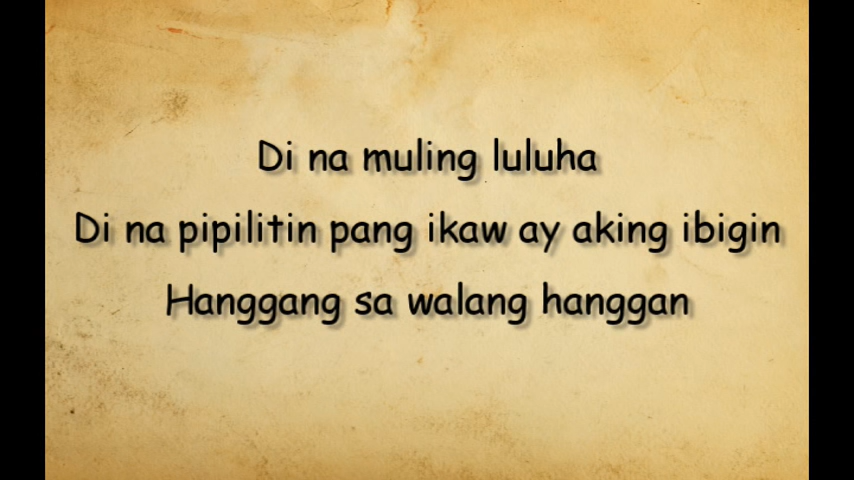 Di na muling luluha
Di na pipilitin pang ikaw ay aking ibigin
Hanggang sa walang hanggan